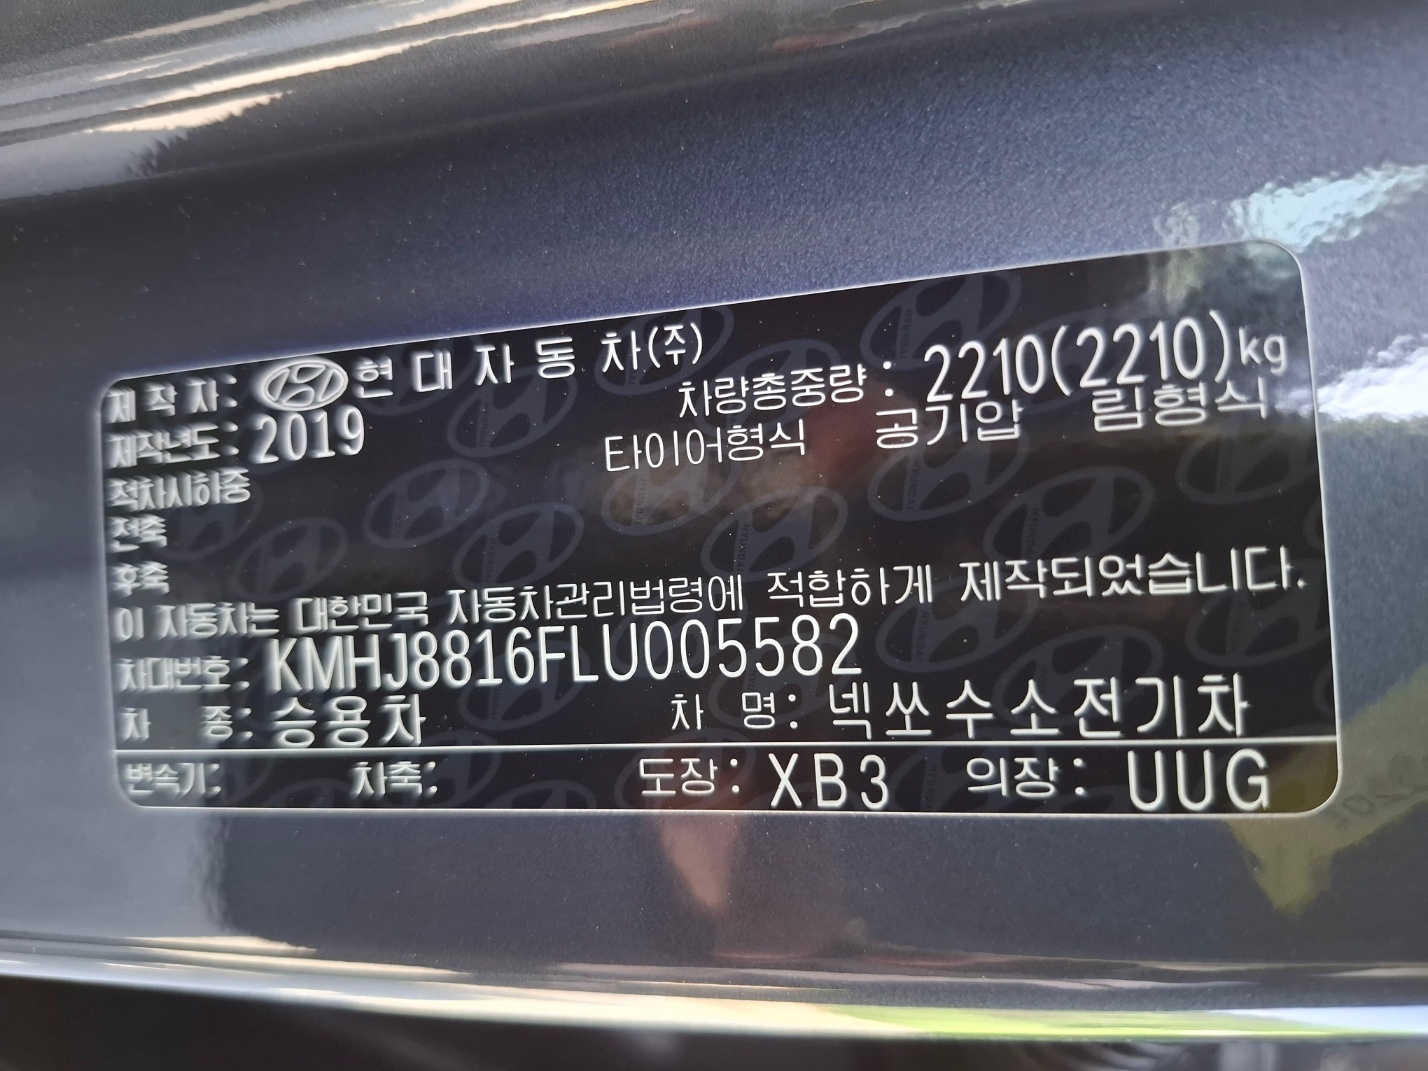 제 작 자: 현 대 자 동 차(주)
제작년도: 2019
차량총중량: 2210(2210)kg
타이어형식 공기압 림형식
적차시하중
전축
후축
이 자동차는 대한민국 자동차관리법령에 적합하게 제작되었습니다.
차대번호: KMHJ8816FLU005582
차 종: 승용차 차 명: 넥쏘수소전기차
변속기: 차축: 도장: XB3 의장: UUG